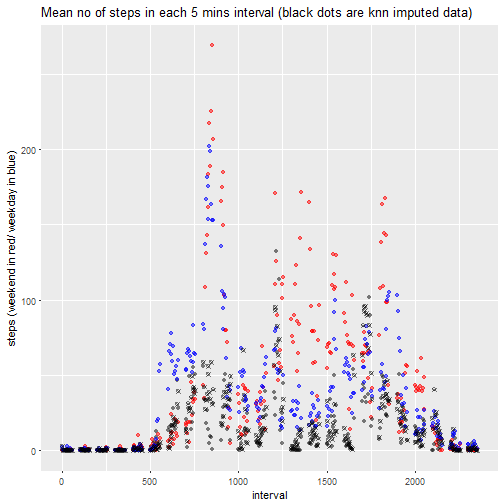 Mean no of steps in each 5 mins interval (black dots are knn imputed data)
steps (weekend in red/ weekday in blue)
200
100
0
0 500 1000 1500 2000
interval